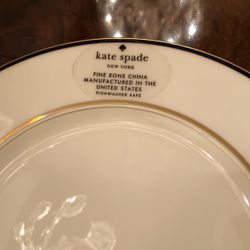 kate spade
NEW YORK
FINE BONE CHINA
MANUFACTURED IN THE
UNITED STATES
DISHWASHER SAFE